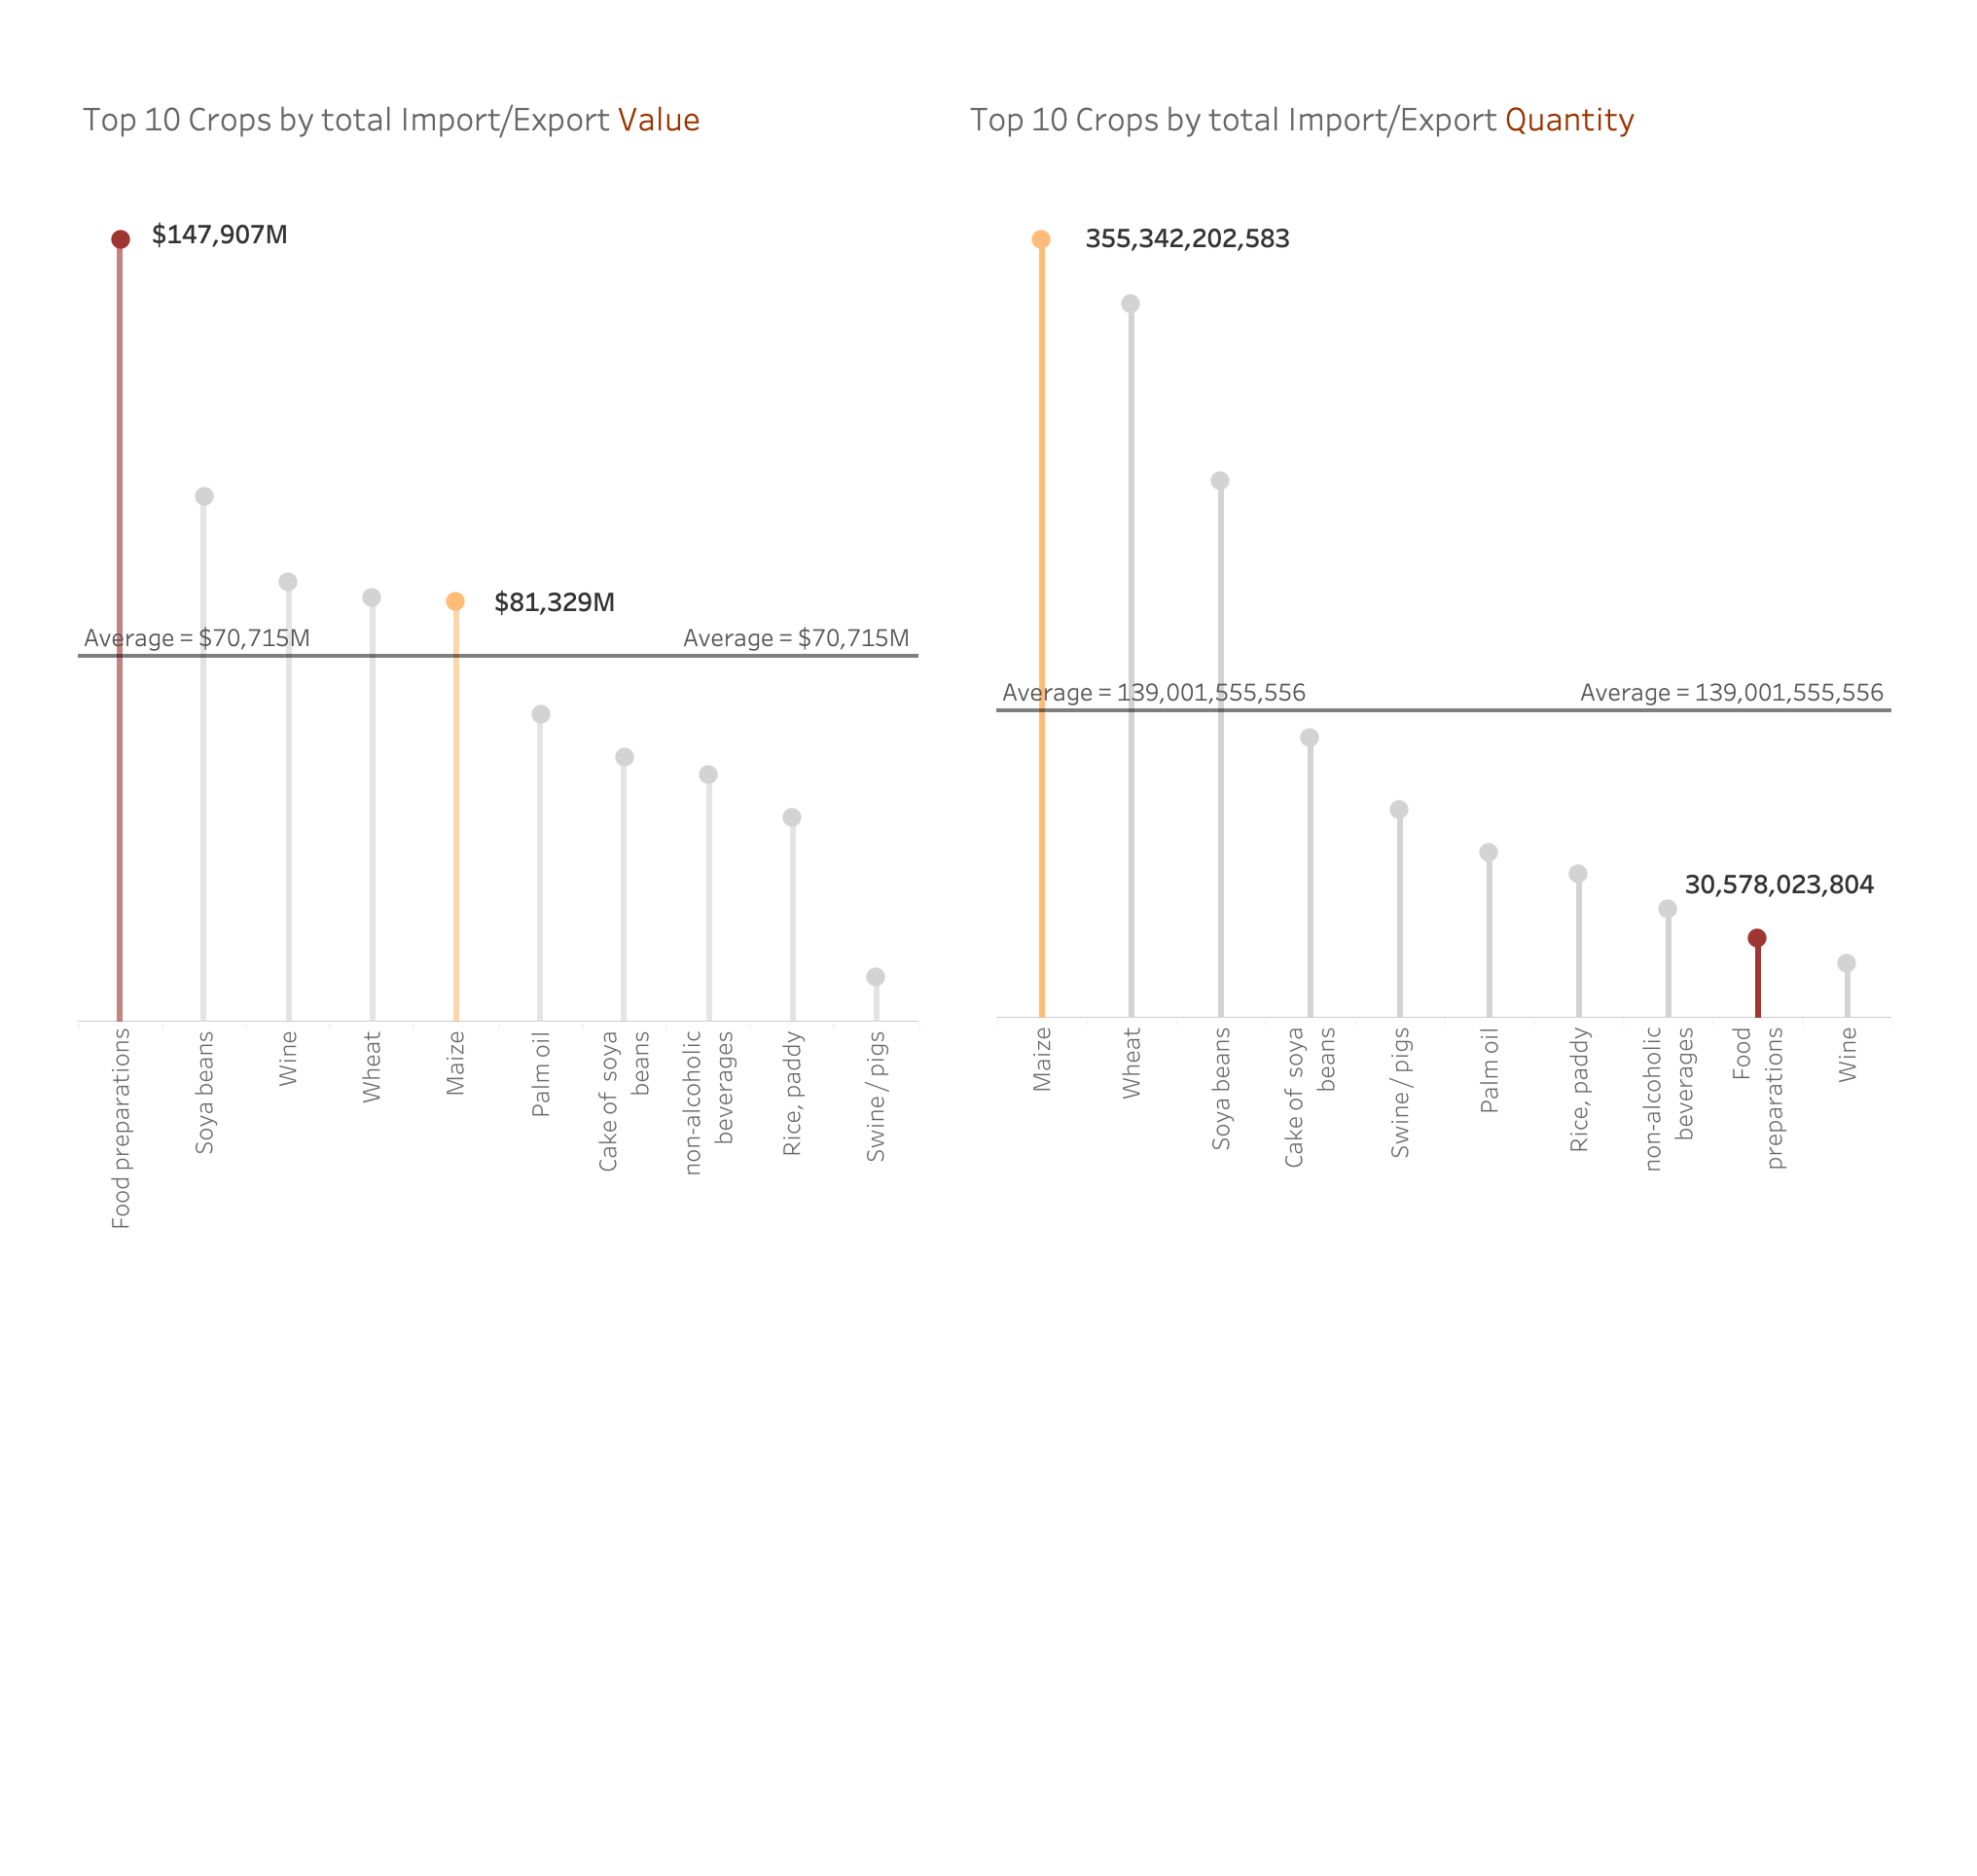 Top 10 Crops by total Import/Export Value
$147,907M
$81,329M
Average = $70,715M
Average = $70,715M
Food preparations
Soya beans
Wine
Wheat
Maize
Palm oil
Cake of  soya
beans
non-alcoholic
beverages
Rice, paddy
Swine / pigs
Top 10 Crops by total Import/Export Quantity
355,342,202,583
Average = 139,001,555,556
Average = 139,001,555,556
30,578,023,804
Maize
Wheat
Soya beans
Cake of  soya
beans
Swine / pigs
Palm oil
Rice, paddy
non-alcoholic
beverages
Food
preparations
Wine